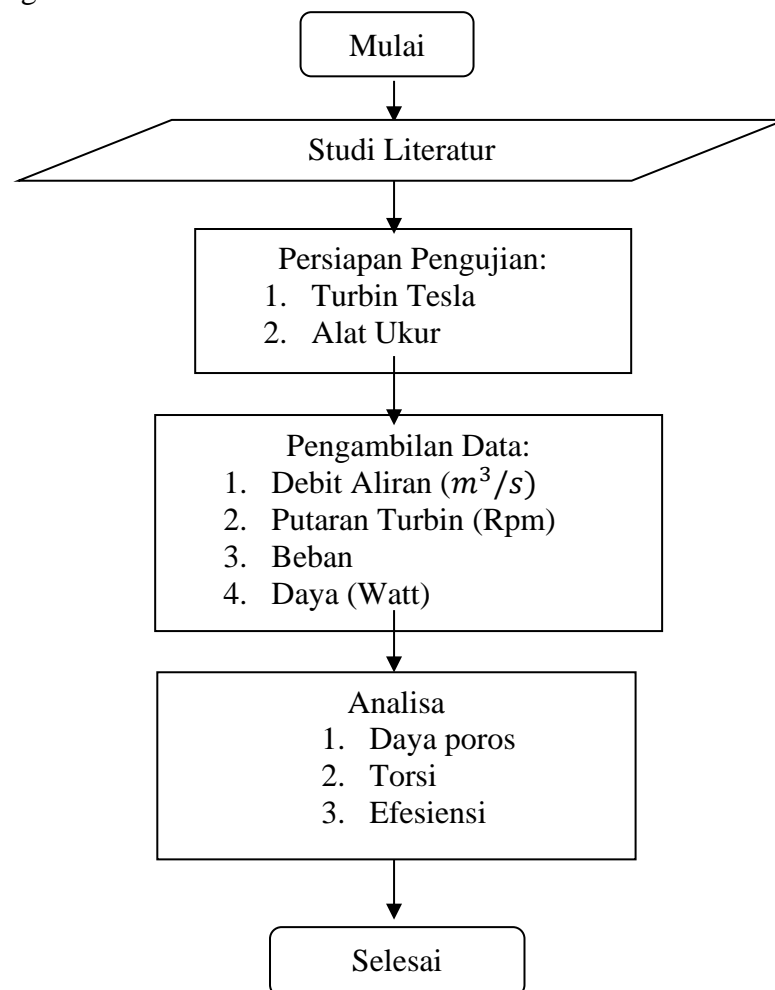 Mulai
Studi Literatur
Persiapan Pengujian:
1. Turbin Tesla
2. Alat Ukur
Pengambilan Data:
1. Debit Aliran (m³/s)
2. Putaran Turbin (Rpm)
3. Beban
4. Daya (Watt)
Analisa
1. Daya poros
2. Torsi
3. Efesiensi
Selesai